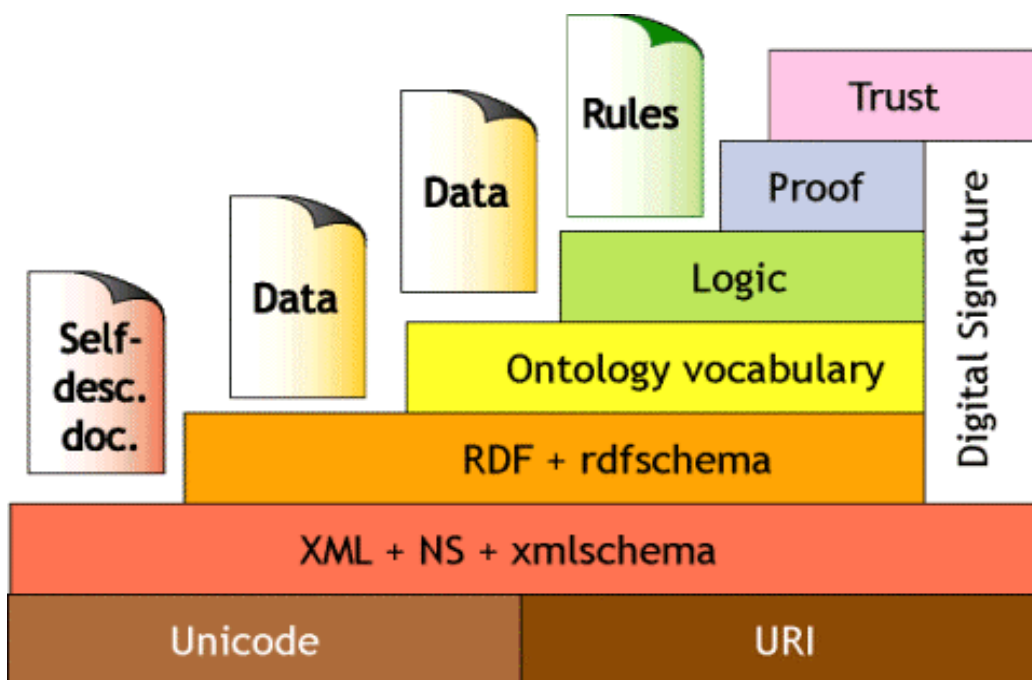 Rules
Trust
Data
Proof
Data
Logic
Digital Signature
Self-
desc.
doc.
Ontology vocabulary
RDF + rdfschema
XML + NS + xmlschema
Unicode
URI